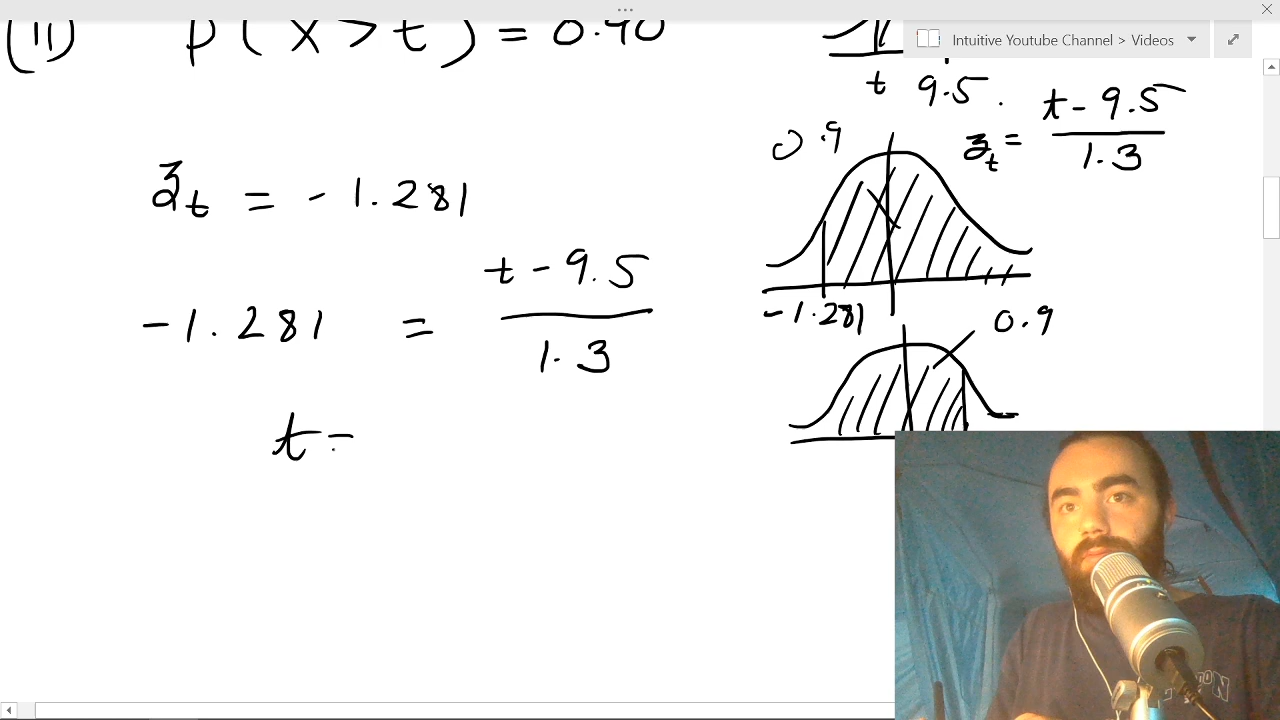 (ii) P(X > t) = 0.90
Intuitive Youtube Channel > Videos
t 9.5.
z_t = (t - 9.5) / 1.3
0.9
z_t = -1.281
-1.281
-1.281 = (t - 9.5) / 1.3
0.9
t =